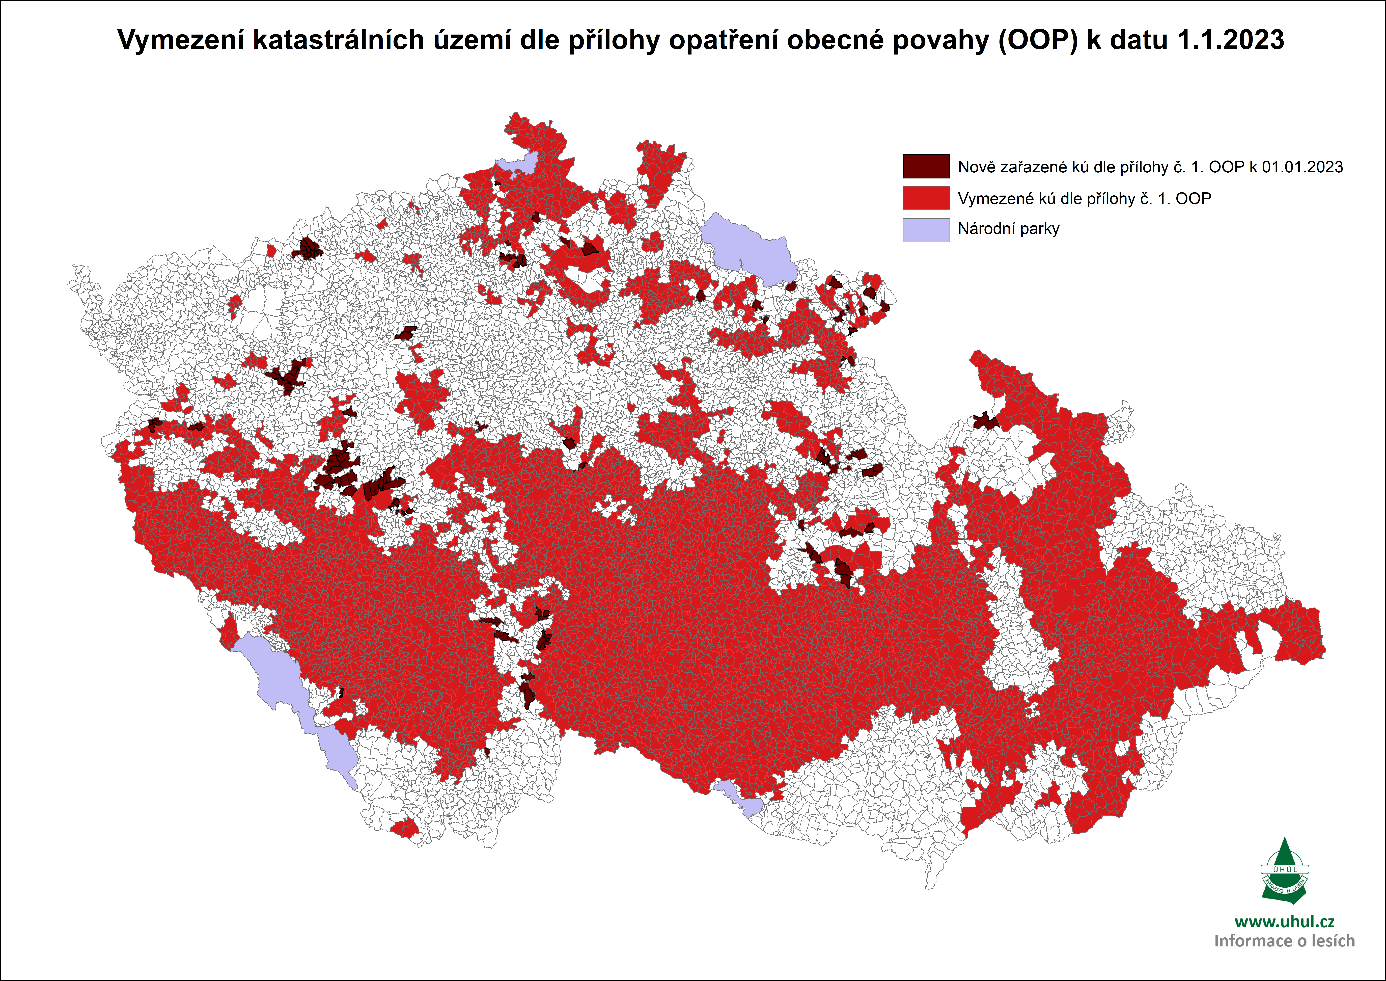 Vymezení katastrálních území dle přílohy opatření obecné povahy (OOP) k datu 1.1.2023
Nově zařazené kú dle přílohy č. 1. OOP k 01.01.2023
Vymezené kú dle přílohy č. 1. OOP
Národní parky
ÚHÚL
www.uhul.cz
Informace o lesích